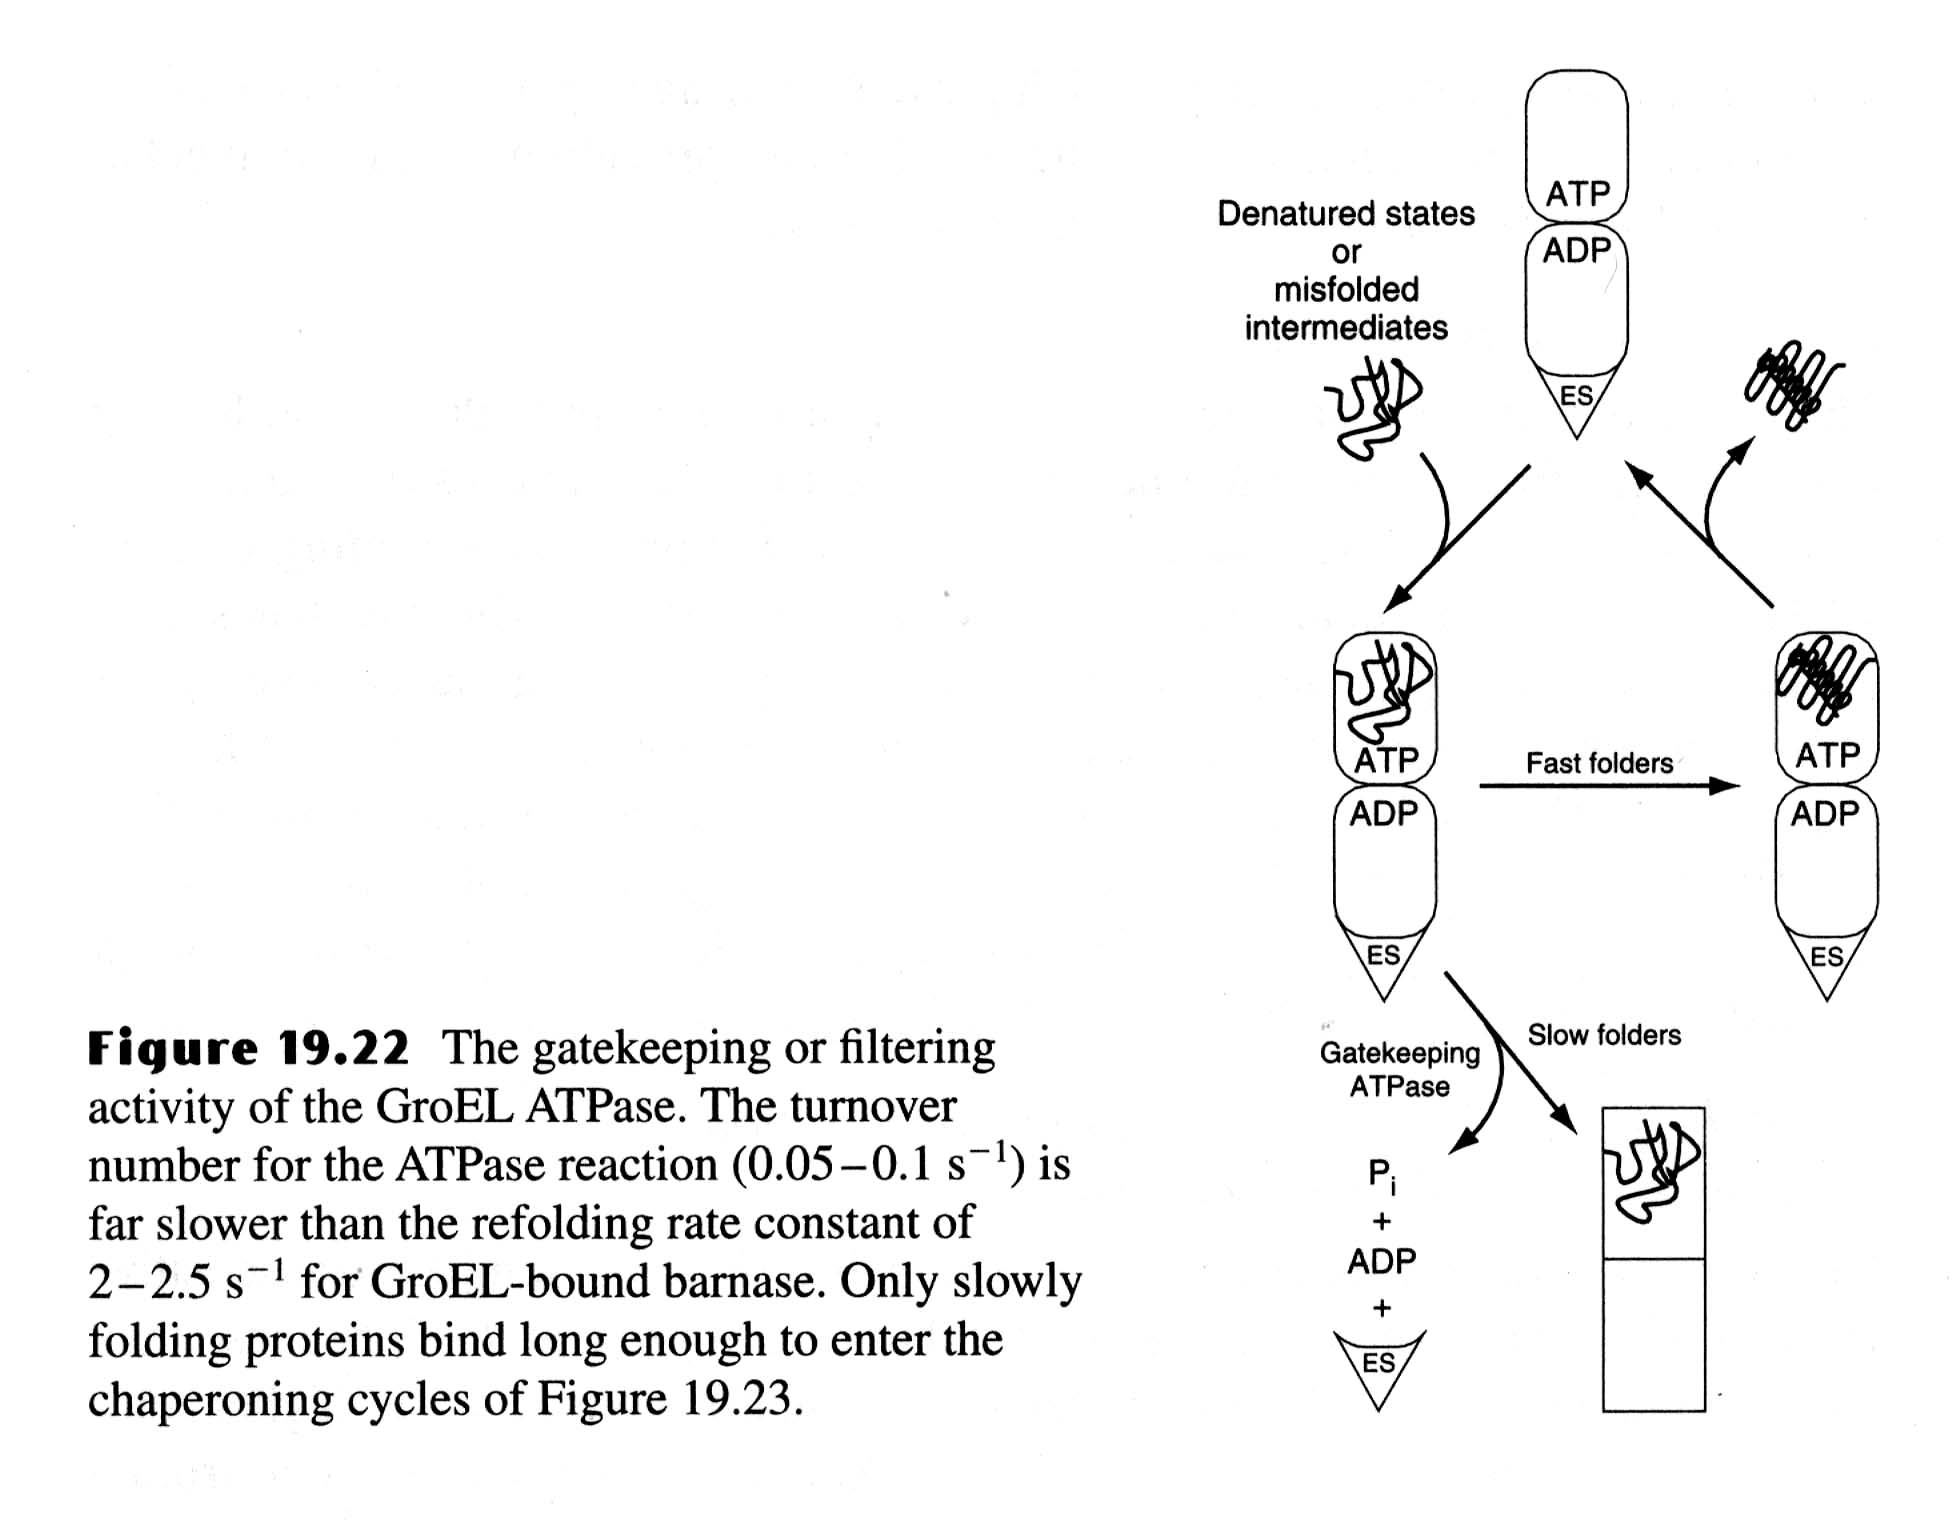 ATP
ADP
ES
Denatured states
or
misfolded
intermediates
ATP
ADP
ES
Fast folders
ATP
ADP
ES
Slow folders
Gatekeeping
ATPase
Pi
+
ADP
+
ES
Figure 19.22 The gatekeeping or filtering
activity of the GroEL ATPase. The turnover
number for the ATPase reaction (0.05–0.1 s⁻¹) is
far slower than the refolding rate constant of
2–2.5 s⁻¹ for GroEL-bound barnase. Only slowly
folding proteins bind long enough to enter the
chaperoning cycles of Figure 19.23.